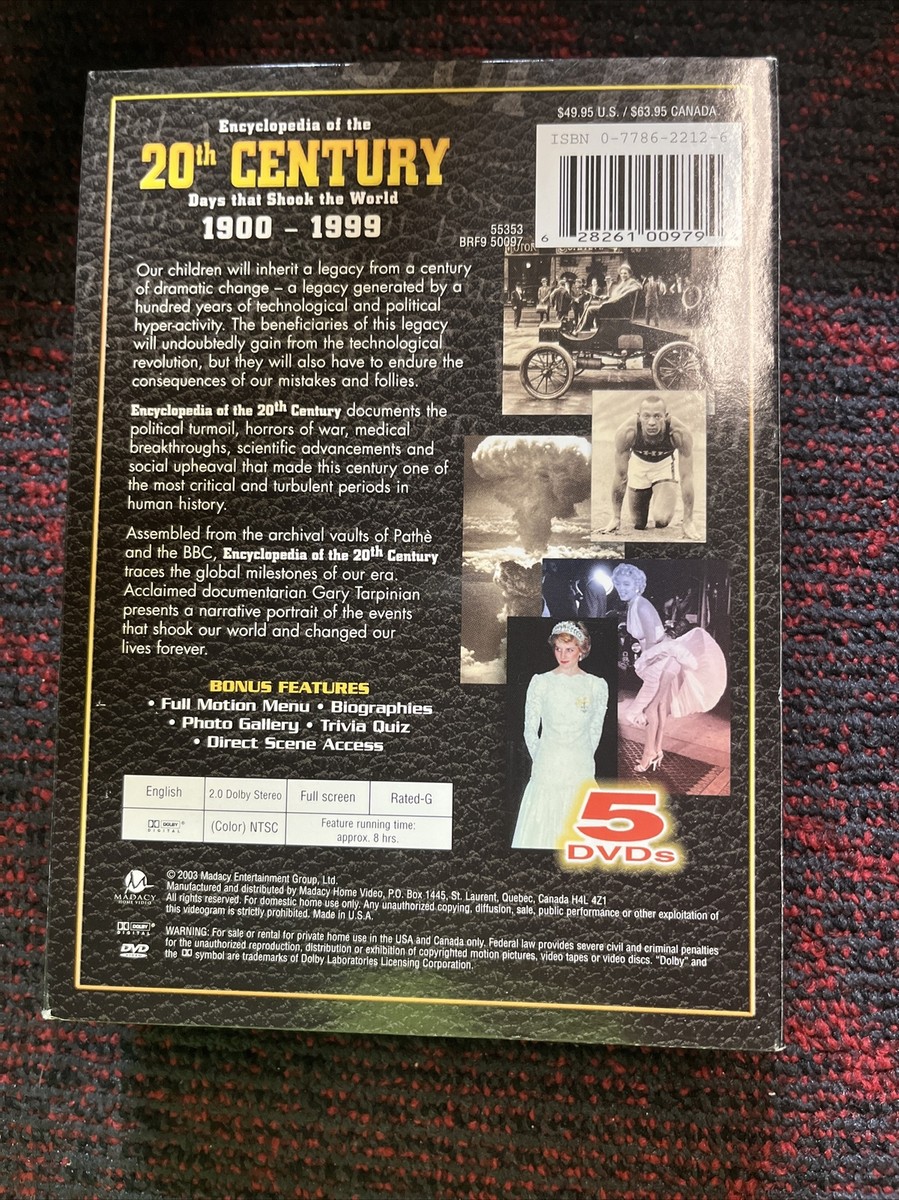 Encyclopedia of the
20th CENTURY
Days that Shook the World
1900 – 1999
$49.95 U.S. / $63.95 CANADA
ISBN 0-7786-2212-6
6 28261 00979
55353
BRF9 50097
Our children will inherit a legacy from a century
of dramatic change – a legacy generated by a
hundred years of technological and political
hyper-activity. The beneficiaries of this legacy
will undoubtedly gain from the technological
revolution, but they will also have to endure the
consequences of our mistakes and follies.
Encyclopedia of the 20th Century documents the
political turmoil, horrors of war, medical
breakthroughs, scientific advancements and
social upheaval that made this century one of
the most critical and turbulent periods in
human history.
Assembled from the archival vaults of Pathè
and the BBC, Encyclopedia of the 20th Century
traces the global milestones of our era.
Acclaimed documentarian Gary Tarpinian
presents a narrative portrait of the events
that shook our world and changed our
lives forever.
BONUS FEATURES
• Full Motion Menu • Biographies
• Photo Gallery • Trivia Quiz
• Direct Scene Access
English 2.0 Dolby Stereo Full screen Rated-G
DOLBY DIGITAL (Color) NTSC Feature running time:
approx. 8 hrs.
5
DVDs
MADACY
HOME VIDEO
DOLBY
DIGITAL
DVD
© 2003 Madacy Entertainment Group, Ltd.
Manufactured and distributed by Madacy Home Video, P.O. Box 1445, St. Laurent, Quebec, Canada H4L 4Z1
All rights reserved. For domestic home use only. Any unauthorized copying, diffusion, sale, public performance or other exploitation of
this videogram is strictly prohibited. Made in U.S.A.
WARNING: For sale or rental for private home use in the USA and Canada only. Federal law provides severe civil and criminal penalties
for the unauthorized reproduction, distribution or exhibition of copyrighted motion pictures, video tapes or video discs. "Dolby" and
the symbol are trademarks of Dolby Laboratories Licensing Corporation.